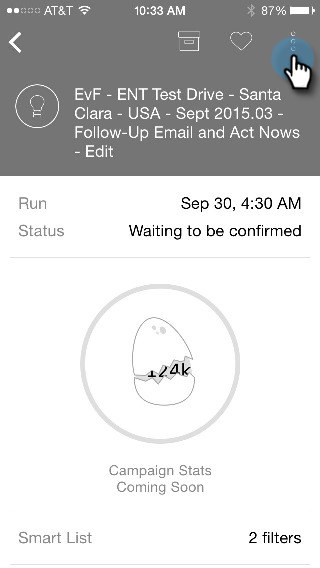 AT&T 10:33 AM 87%
EvF - ENT Test Drive - Santa
Clara - USA - Sept 2015.03 -
Follow-Up Email and Act Nows
- Edit
Run Sep 30, 4:30 AM
Status Waiting to be confirmed
124k
Campaign Stats
Coming Soon
Smart List 2 filters